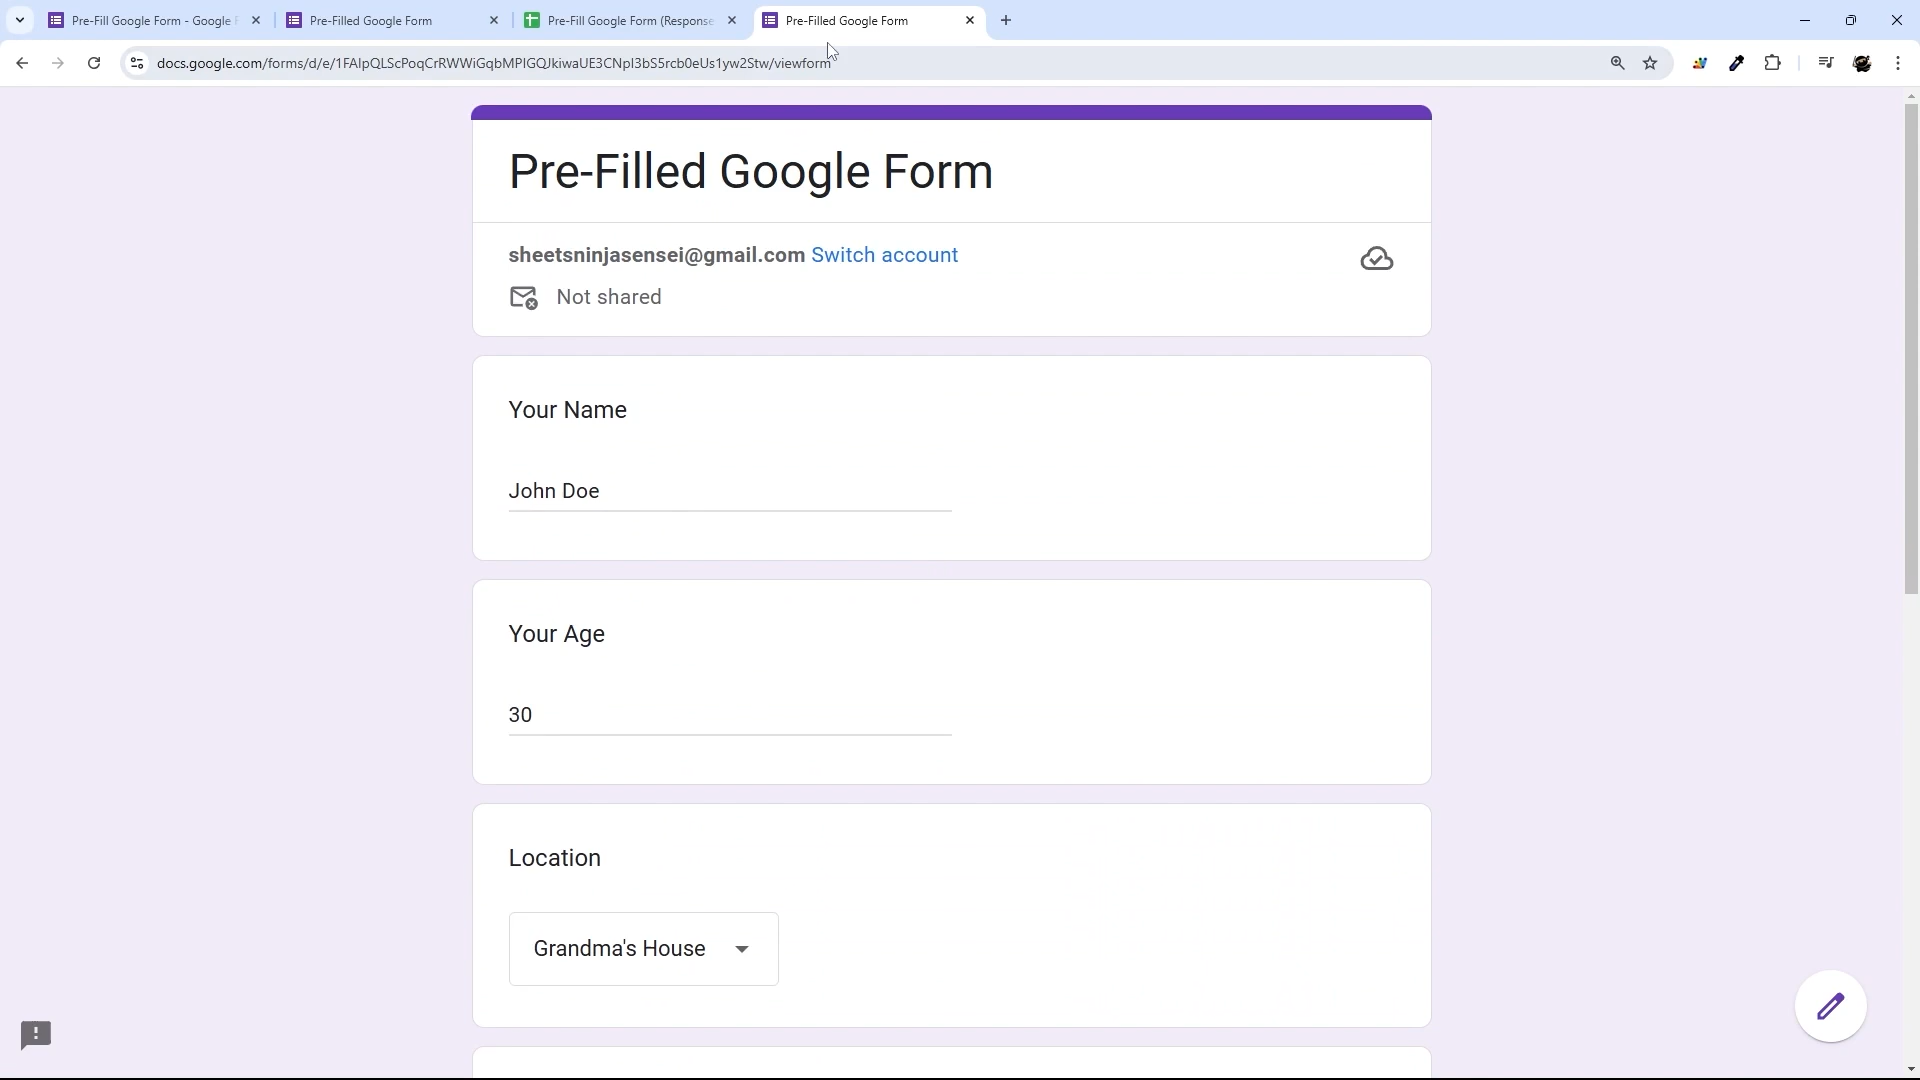 Pre-Fill Google Form - Google F
Pre-Filled Google Form
Pre-Fill Google Form (Response
Pre-Filled Google Form
docs.google.com/forms/d/e/1FAIpQLScPoqCrRWWiGqbMPIGQJkiwaUE3CNpI3bS5rcb0eUs1yw2Stw/viewform
Pre-Filled Google Form
sheetsninjasensei@gmail.com Switch account
Not shared
Your Name
John Doe
Your Age
30
Location
Grandma's House